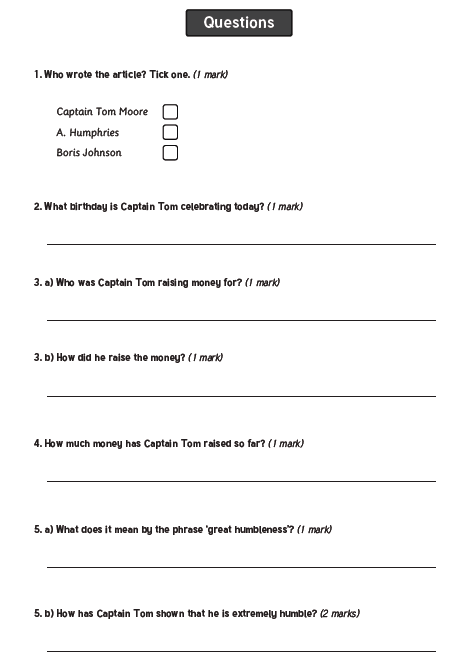 Questions
1. Who wrote the article? Tick one. (1 mark)
Captain Tom Moore
A. Humphries
Boris Johnson
2. What birthday is Captain Tom celebrating today? (1 mark)
3. a) Who was Captain Tom raising money for? (1 mark)
3. b) How did he raise the money? (1 mark)
4. How much money has Captain Tom raised so far? (1 mark)
5. a) What does it mean by the phrase 'great humbleness'? (1 mark)
5. b) How has Captain Tom shown that he is extremely humble? (2 marks)